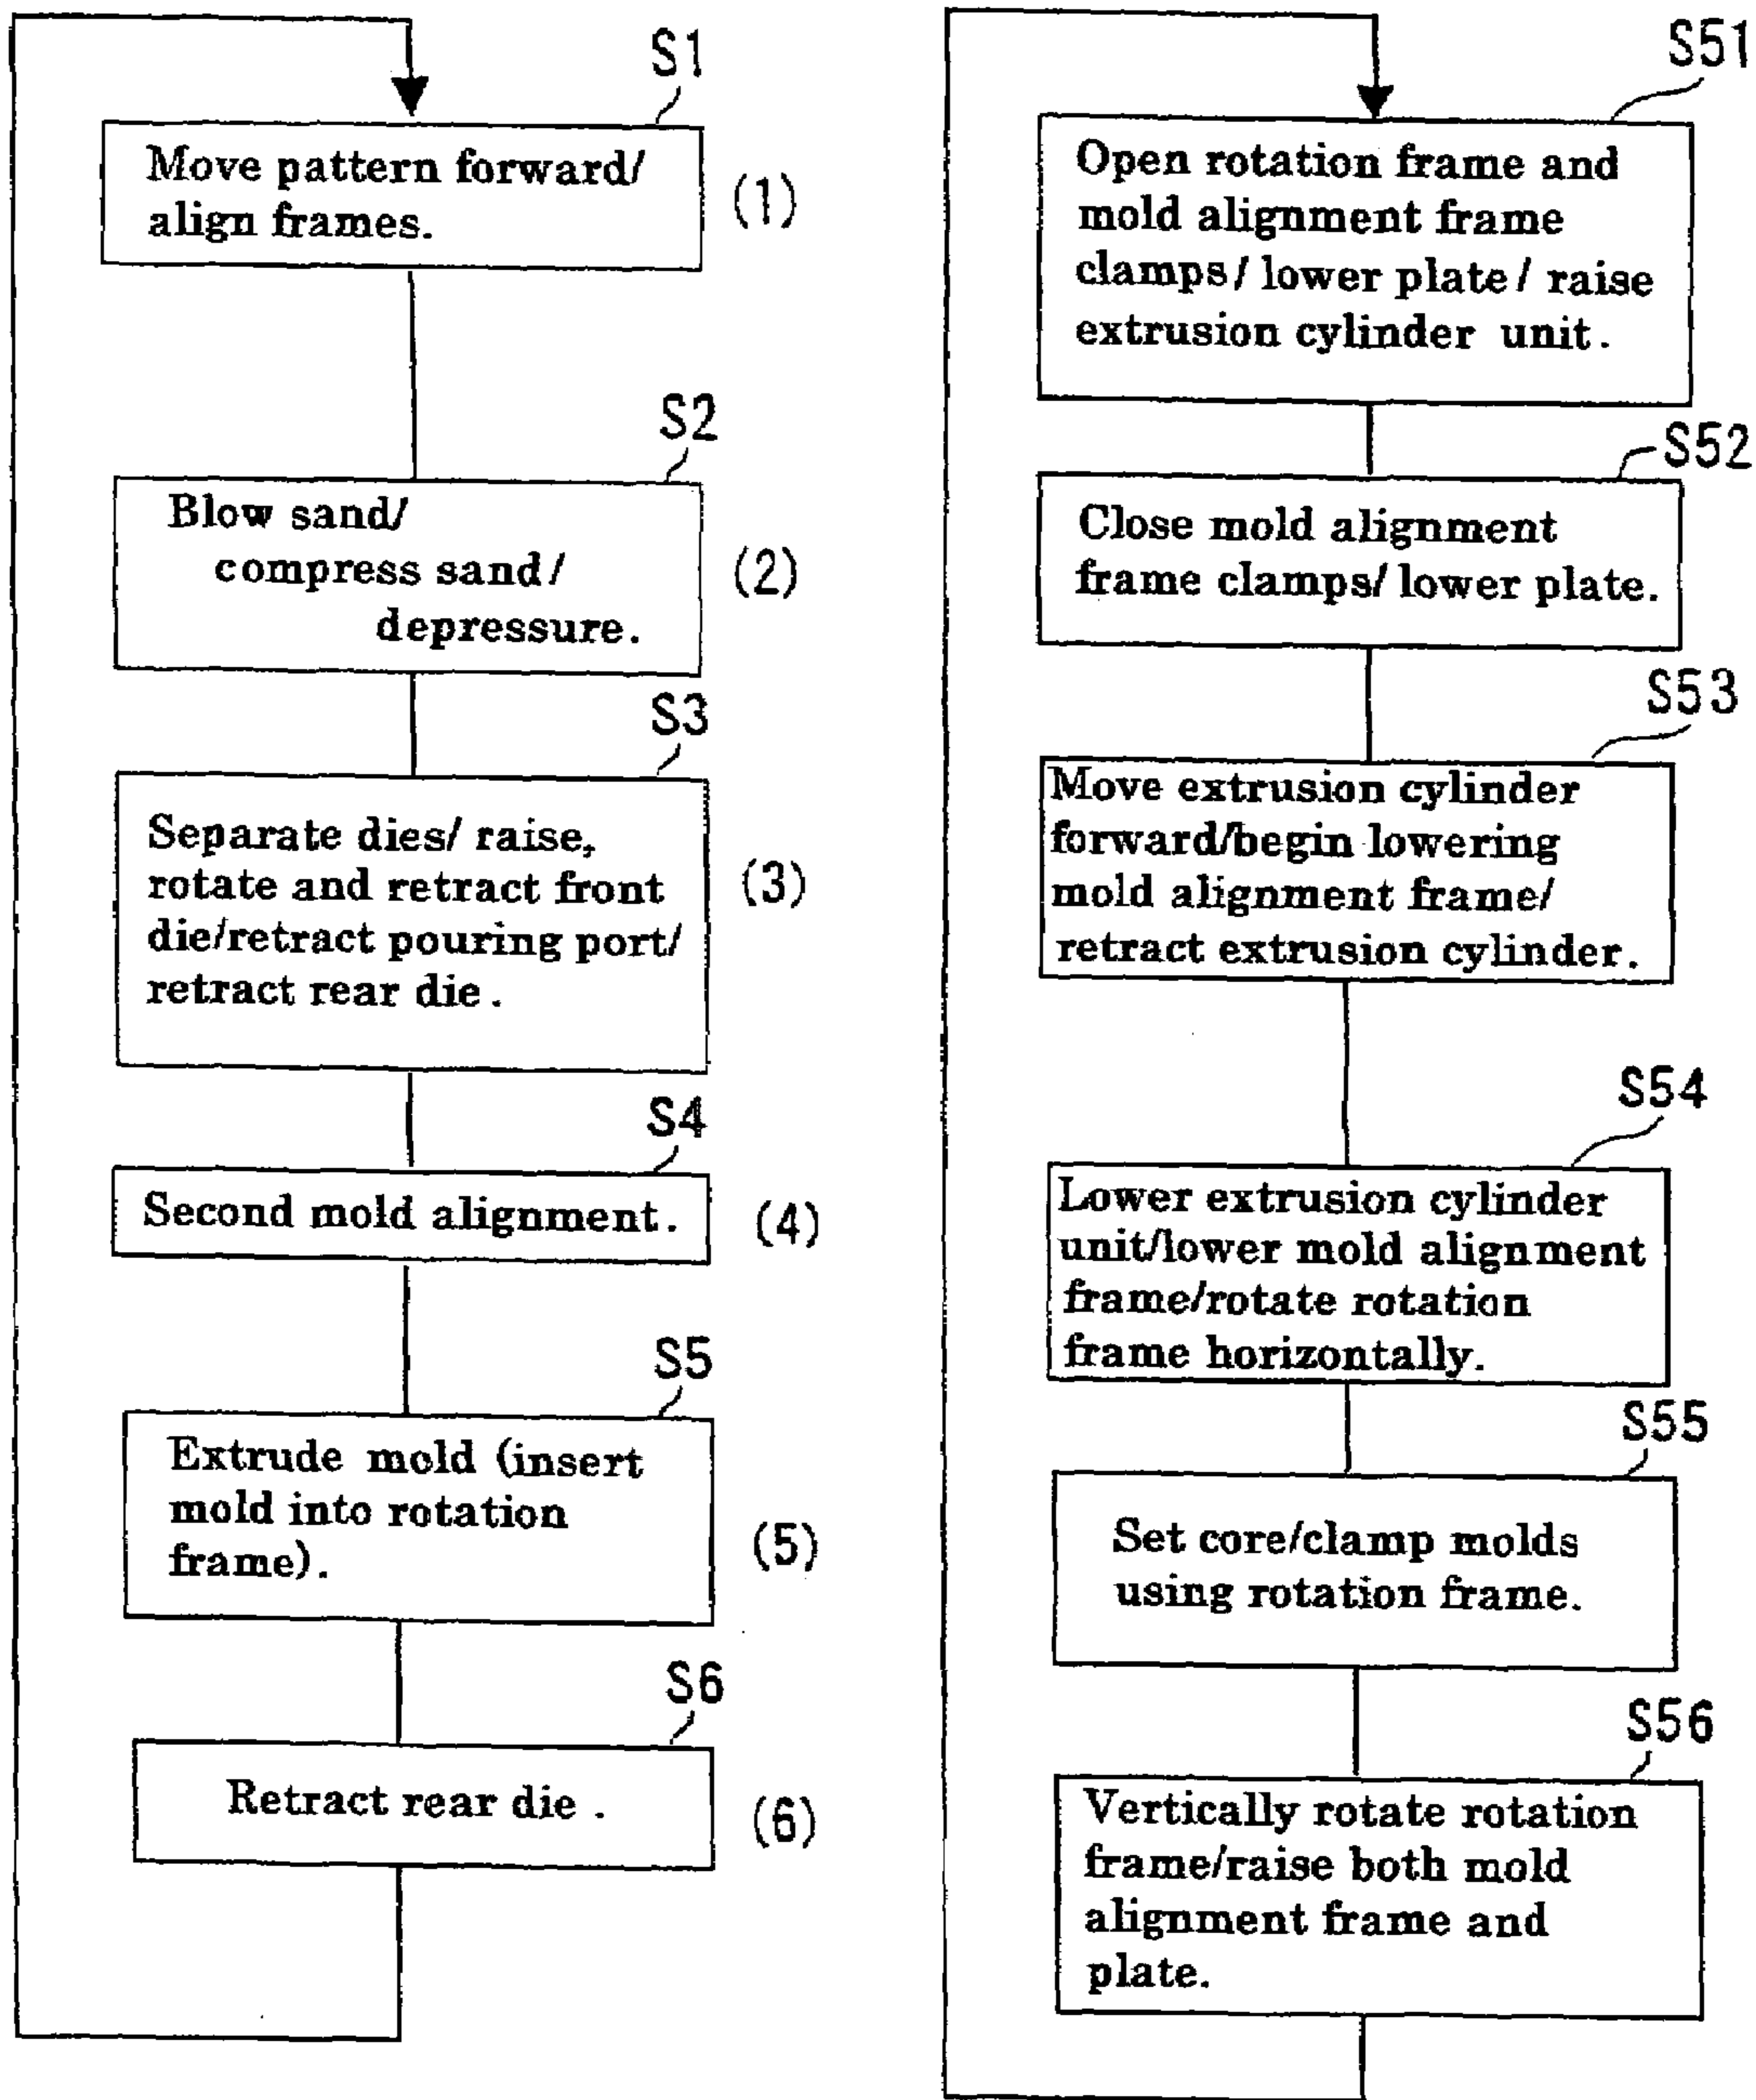 S1
Move pattern forward/
align frames.
(1)
S2
Blow sand/
compress sand/
depressure.
(2)
S3
Separate dies/ raise,
rotate and retract front
die/retract pouring port/
retract rear die.
(3)
S4
Second mold alignment.
(4)
S5
Extrude mold (insert
mold into rotation
frame).
(5)
S6
Retract rear die.
(6)
S51
Open rotation frame and
mold alignment frame
clamps/ lower plate/ raise
extrusion cylinder unit.
S52
Close mold alignment
frame clamps/ lower plate.
S53
Move extrusion cylinder
forward/begin lowering
mold alignment frame/
retract extrusion cylinder.
S54
Lower extrusion cylinder
unit/lower mold alignment
frame/rotate rotation
frame horizontally.
S55
Set core/clamp molds
using rotation frame.
S56
Vertically rotate rotation
frame/raise both mold
alignment frame and
plate.